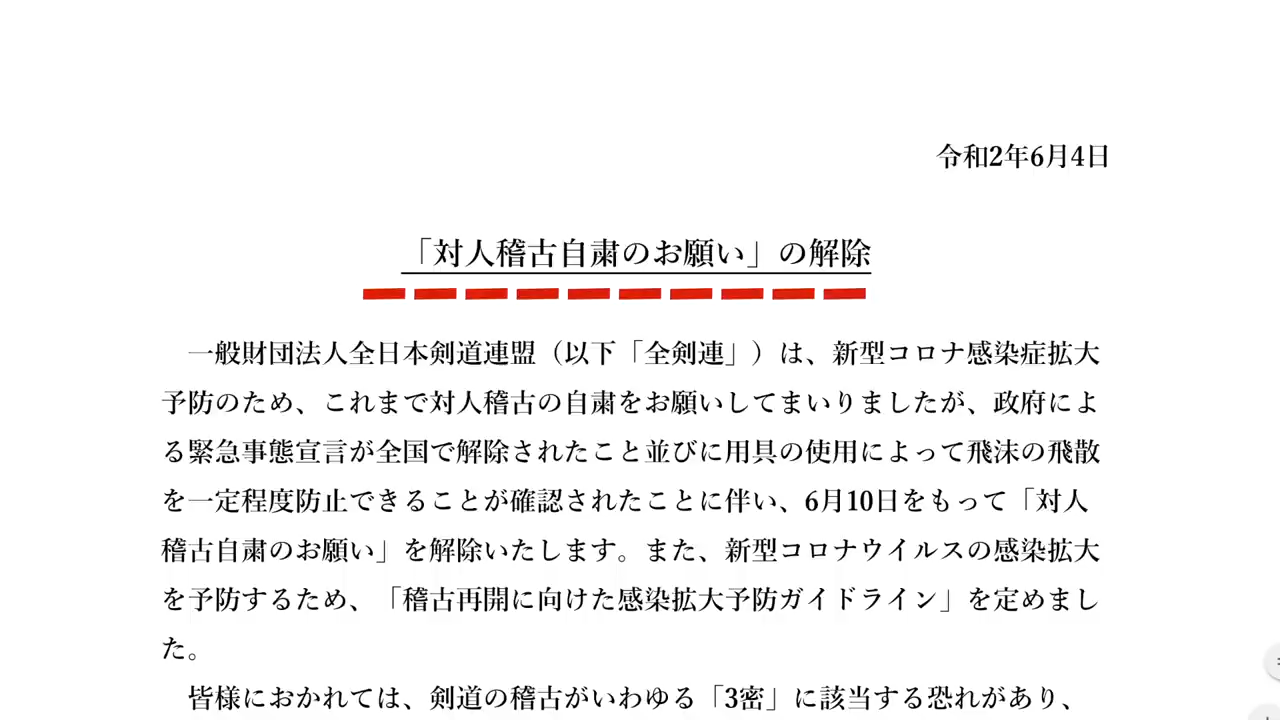 令和2年6月4日
「対人稽古自粛のお願い」の解除
一般財団法人全日本剣道連盟（以下「全剣連」）は、新型コロナ感染症拡大
予防のため、これまで対人稽古の自粛をお願いしてまいりましたが、政府によ
る緊急事態宣言が全国で解除されたこと並びに用具の使用によって飛沫の飛散
を一定程度防止できることが確認されたことに伴い、6月10日をもって「対人
稽古自粛のお願い」を解除いたします。また、新型コロナウイルスの感染拡大
を予防するため、「稽古再開に向けた感染拡大予防ガイドライン」を定めまし
た。
皆様におかれては、剣道の稽古がいわゆる「3密」に該当する恐れがあり、